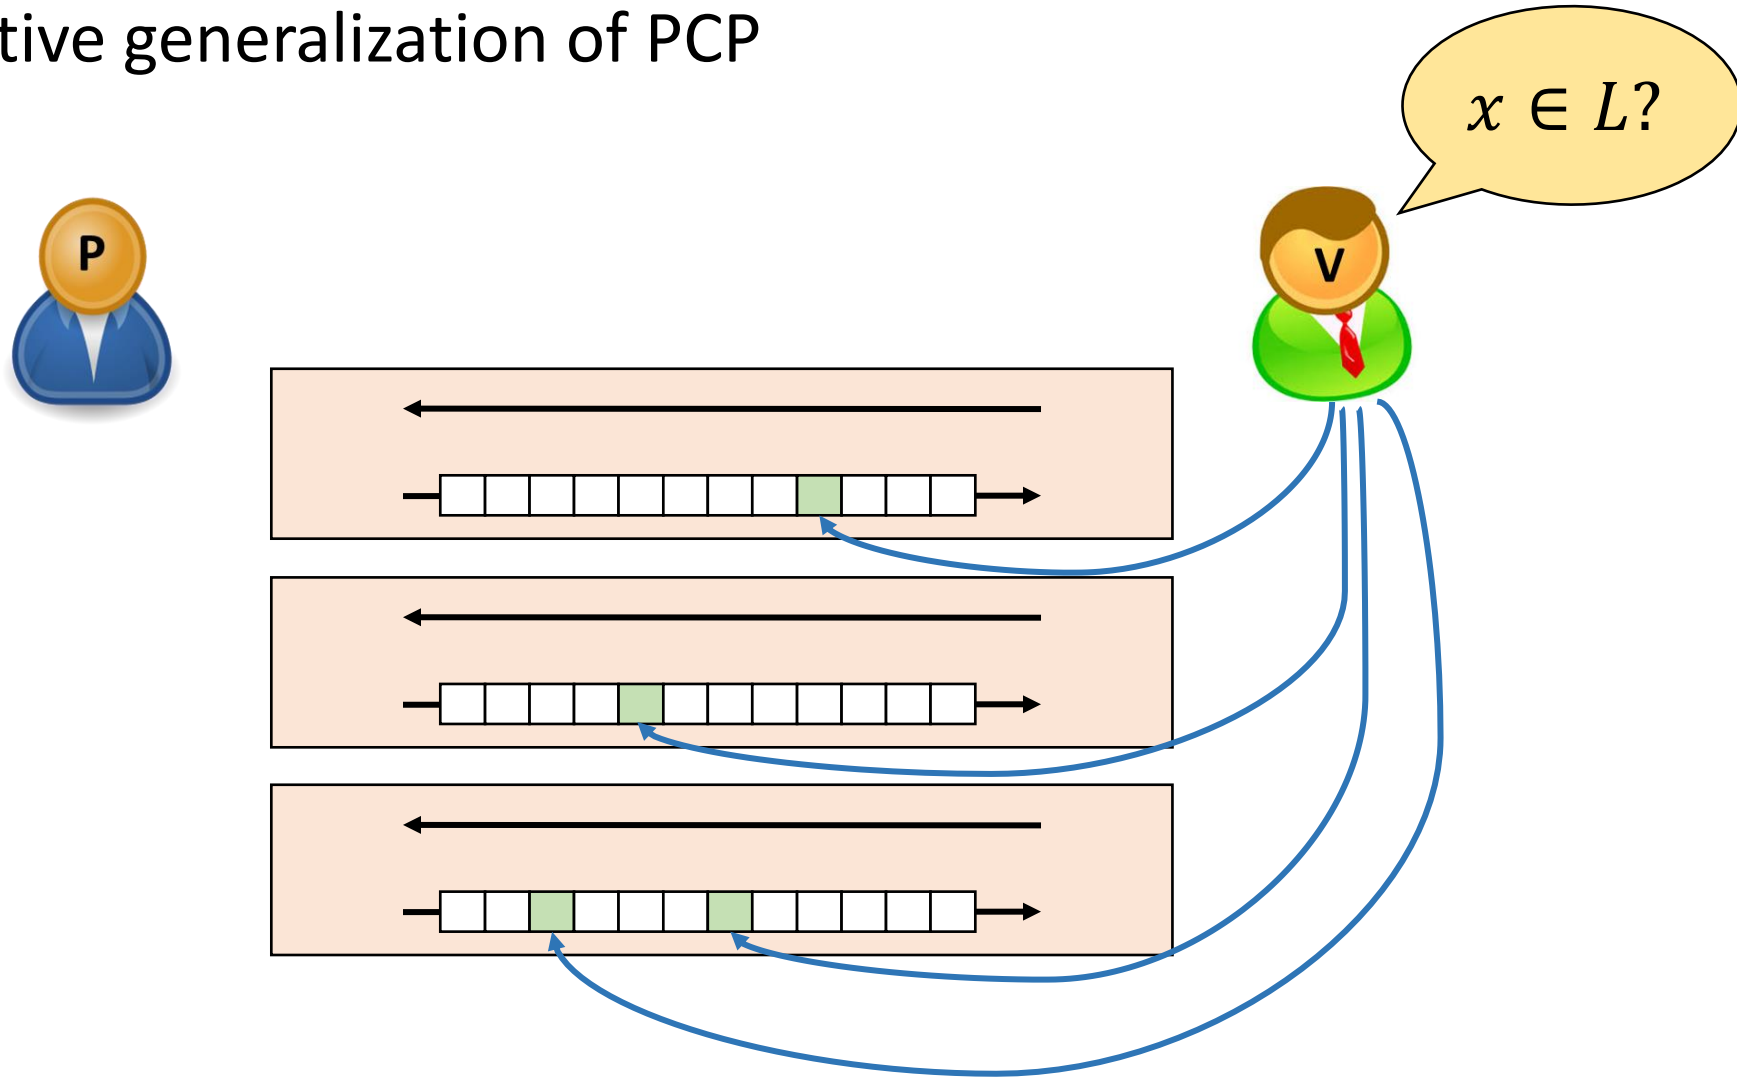 tive generalization of PCP
x ∈ L?
P
V